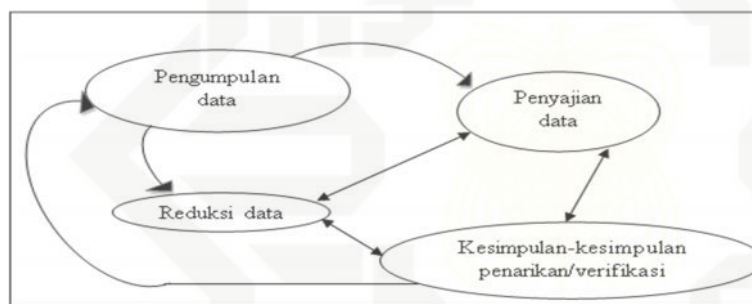 Pengumpulan
data
Penyajian
data
Reduksi data
Kesimpulan-kesimpulan
penarikan/verifikasi